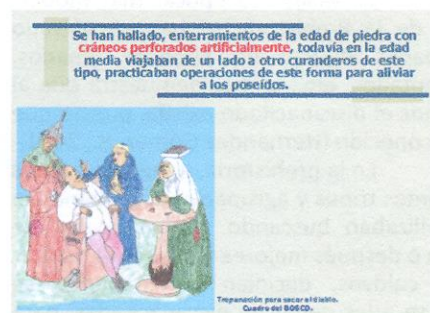 Se han hallado, enterramientos de la edad de piedra con
cráneos perforados artificialmente, todavía en la edad
media viajaban de un lado a otro curanderos de este
tipo, practicaban operaciones de este forma para aliviar
a los poseídos.
Trepanación para sacar el diablo.
Cuadro del BOSCO.